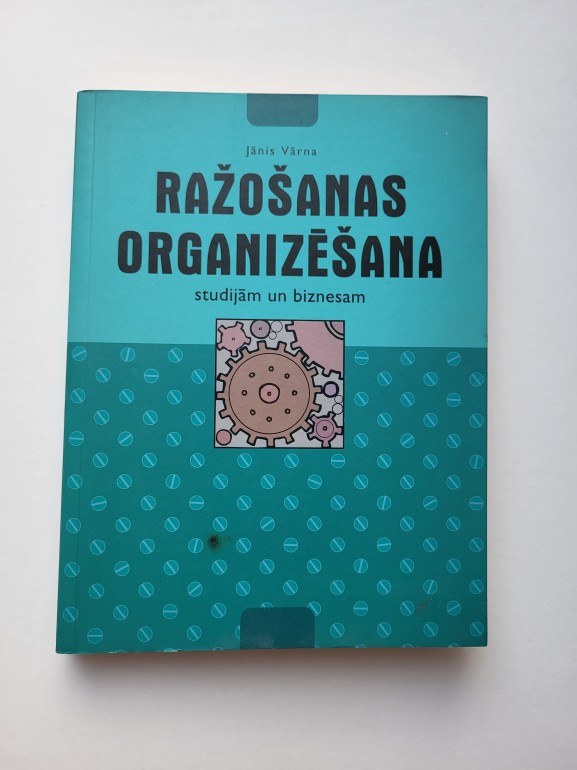 Jānis Vārna
RAŽOŠANAS
ORGANIZĒŠANA
studijām un biznesam